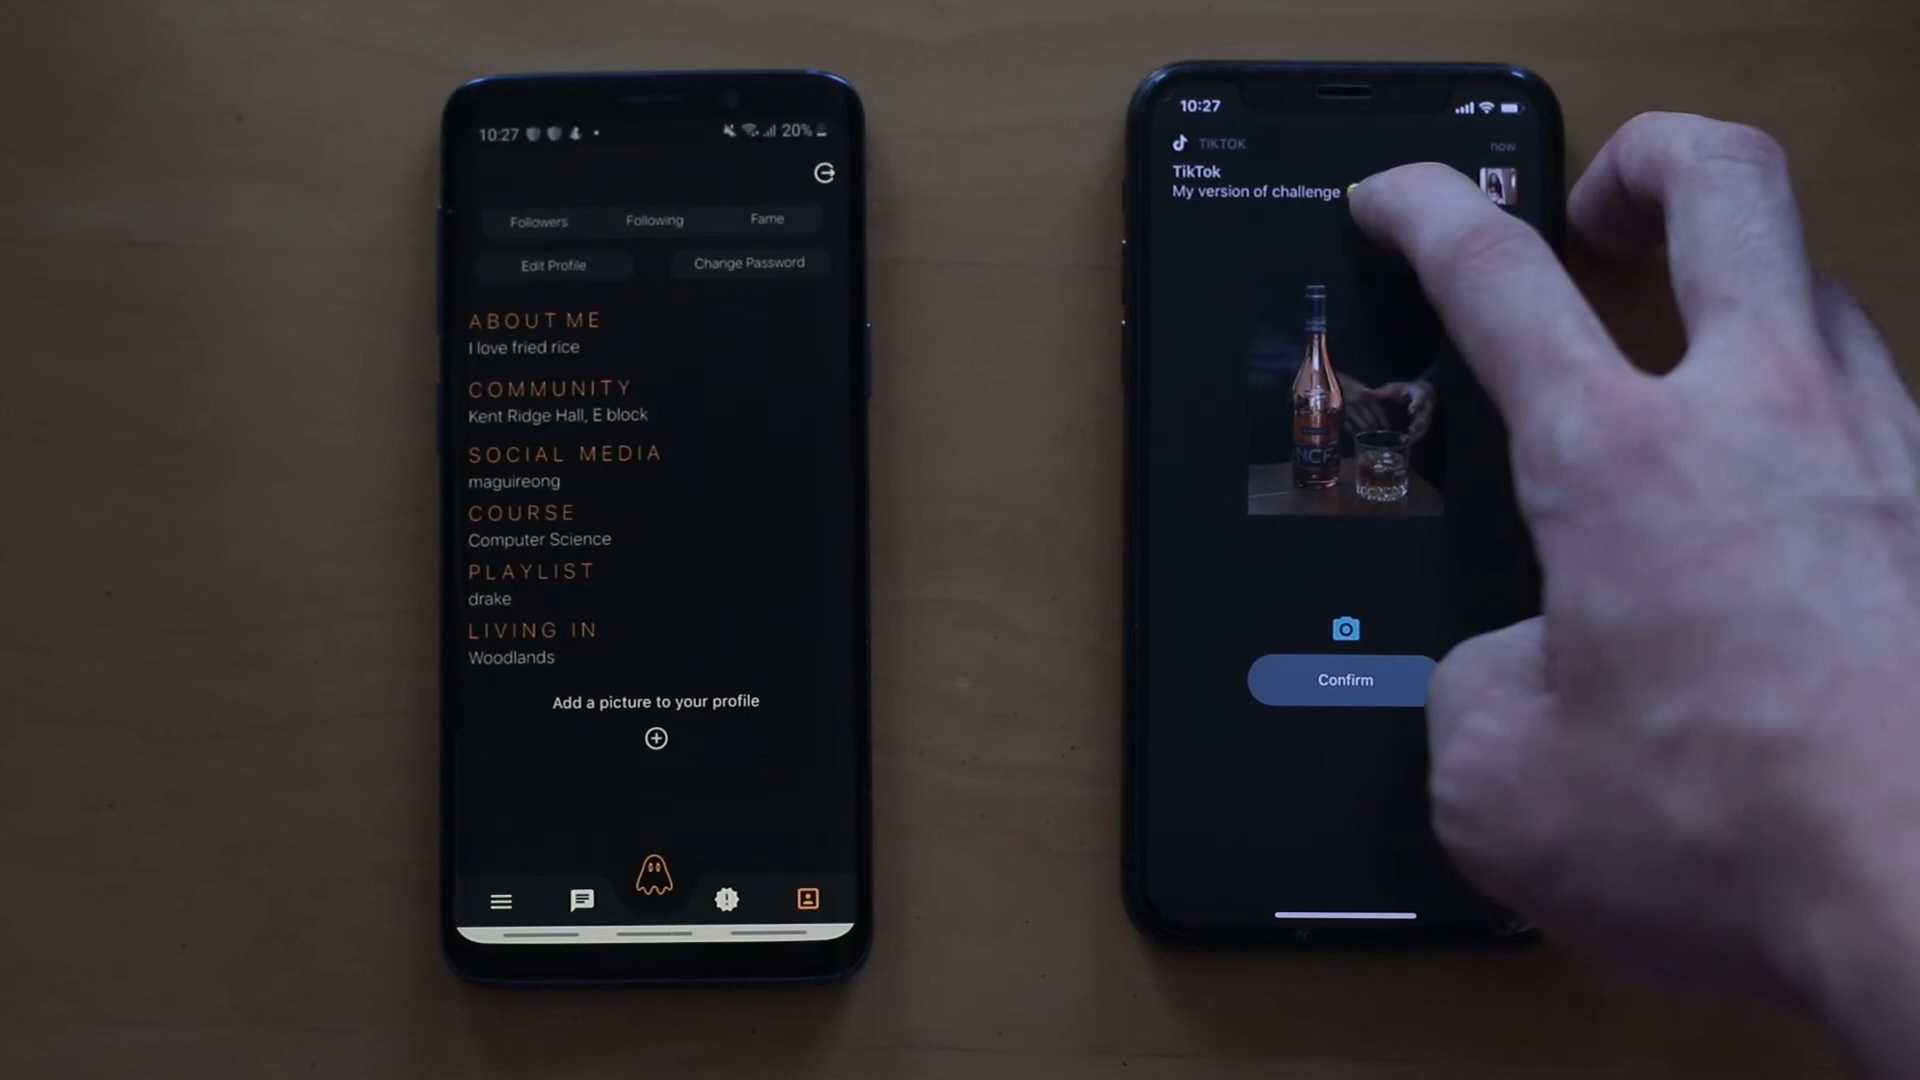 10:27
20%
Followers
Following
Fame
Edit Profile
Change Password
ABOUT ME
I love fried rice
COMMUNITY
Kent Ridge Hall, E block
SOCIAL MEDIA
maguireong
COURSE
Computer Science
PLAYLIST
drake
LIVING IN
Woodlands
Add a picture to your profile
10:27
TIKTOK
now
TikTok
My version of challenge
NCF
Confirm